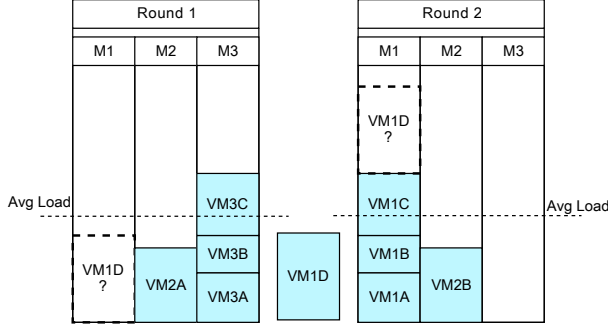 Round 1
Round 2
M1 M2 M3
M1 M2 M3
VM1D
?
Avg Load
VM3C
VM1C
Avg Load
VM1D
?
VM2A
VM3B
VM3A
VM1D
VM1B
VM1A
VM2B